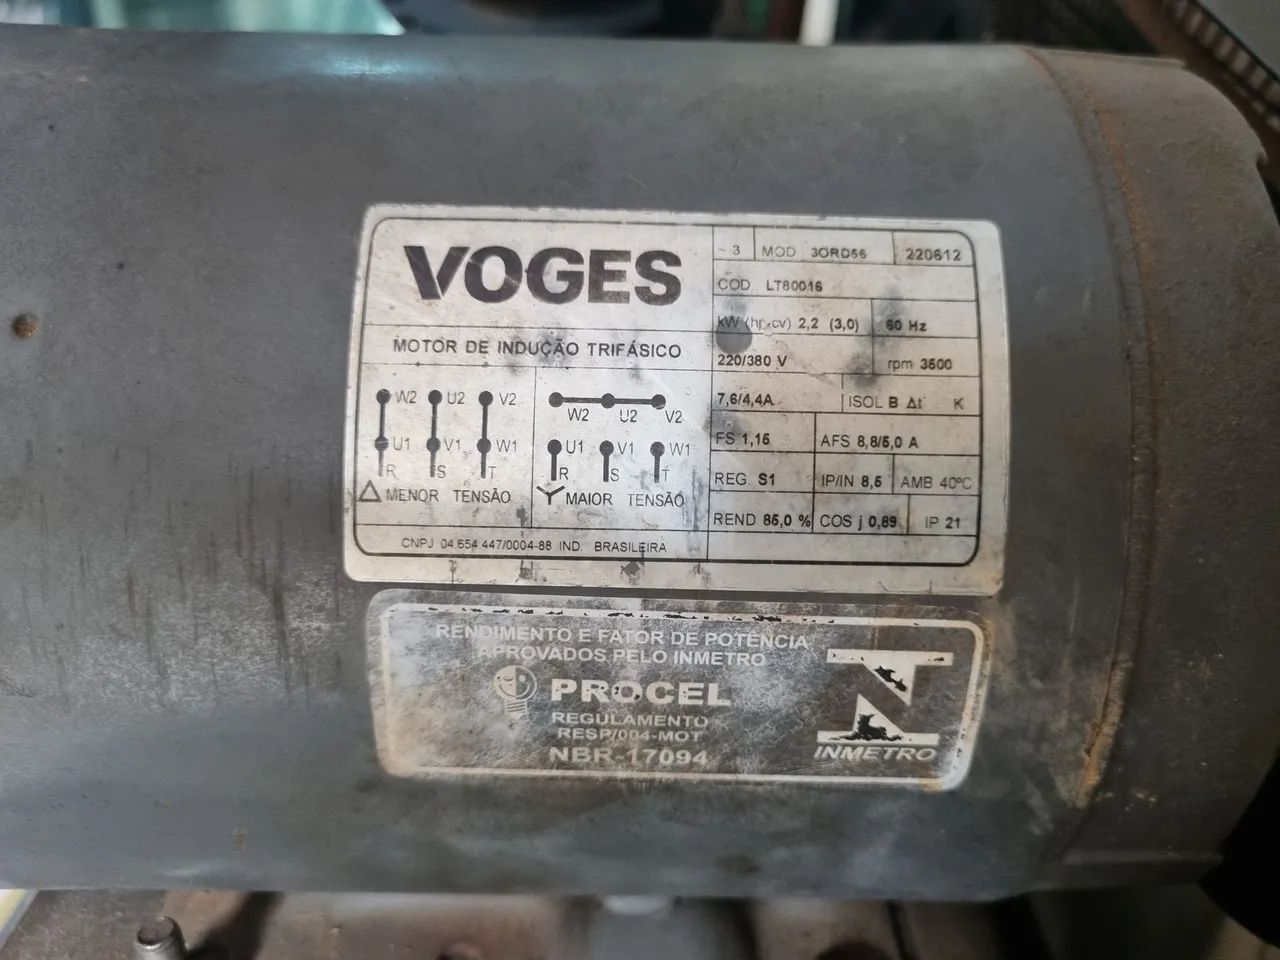 VOGES
MOTOR DE INDUÇÃO TRIFÁSICO
W2 U2 V2
U1 V1 W1
R S T
△ MENOR TENSÃO
W2 U2 V2
U1 V1 W1
R S T
MAIOR TENSÃO
CNPJ 04 654 447/0004-88 IND. BRASILEIRA
~ 3 MOD 3ORD56 220612
COD. LT80016
kW (hp-cv) 2,2 (3,0) 60 Hz
220/380 V rpm 3500
7,6/4,4A ISOL B Δt K
FS 1,15 AFS 8,8/5,0 A
REG S1 IP/IN 8,5 AMB 40ºC
REND 85,0 % COS j 0,89 IP 21
RENDIMENTO E FATOR DE POTÊNCIA
APROVADOS PELO INMETRO
PROCEL
REGULAMENTO
RESP/004-MOT
NBR-17094
INMETRO